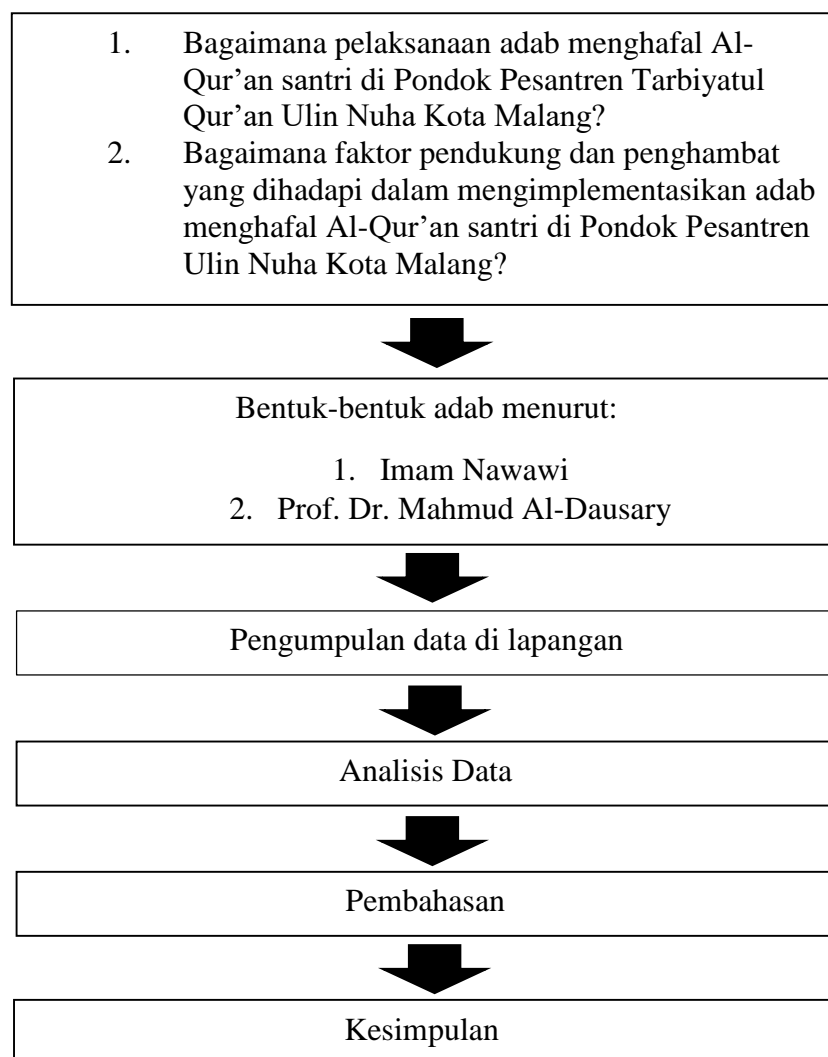 1. Bagaimana pelaksanaan adab menghafal Al-
Qur’an santri di Pondok Pesantren Tarbiyatul
Qur’an Ulin Nuha Kota Malang?
2. Bagaimana faktor pendukung dan penghambat
yang dihadapi dalam mengimplementasikan adab
menghafal Al-Qur’an santri di Pondok Pesantren
Ulin Nuha Kota Malang?
Bentuk-bentuk adab menurut:
1. Imam Nawawi
2. Prof. Dr. Mahmud Al-Dausary
Pengumpulan data di lapangan
Analisis Data
Pembahasan
Kesimpulan